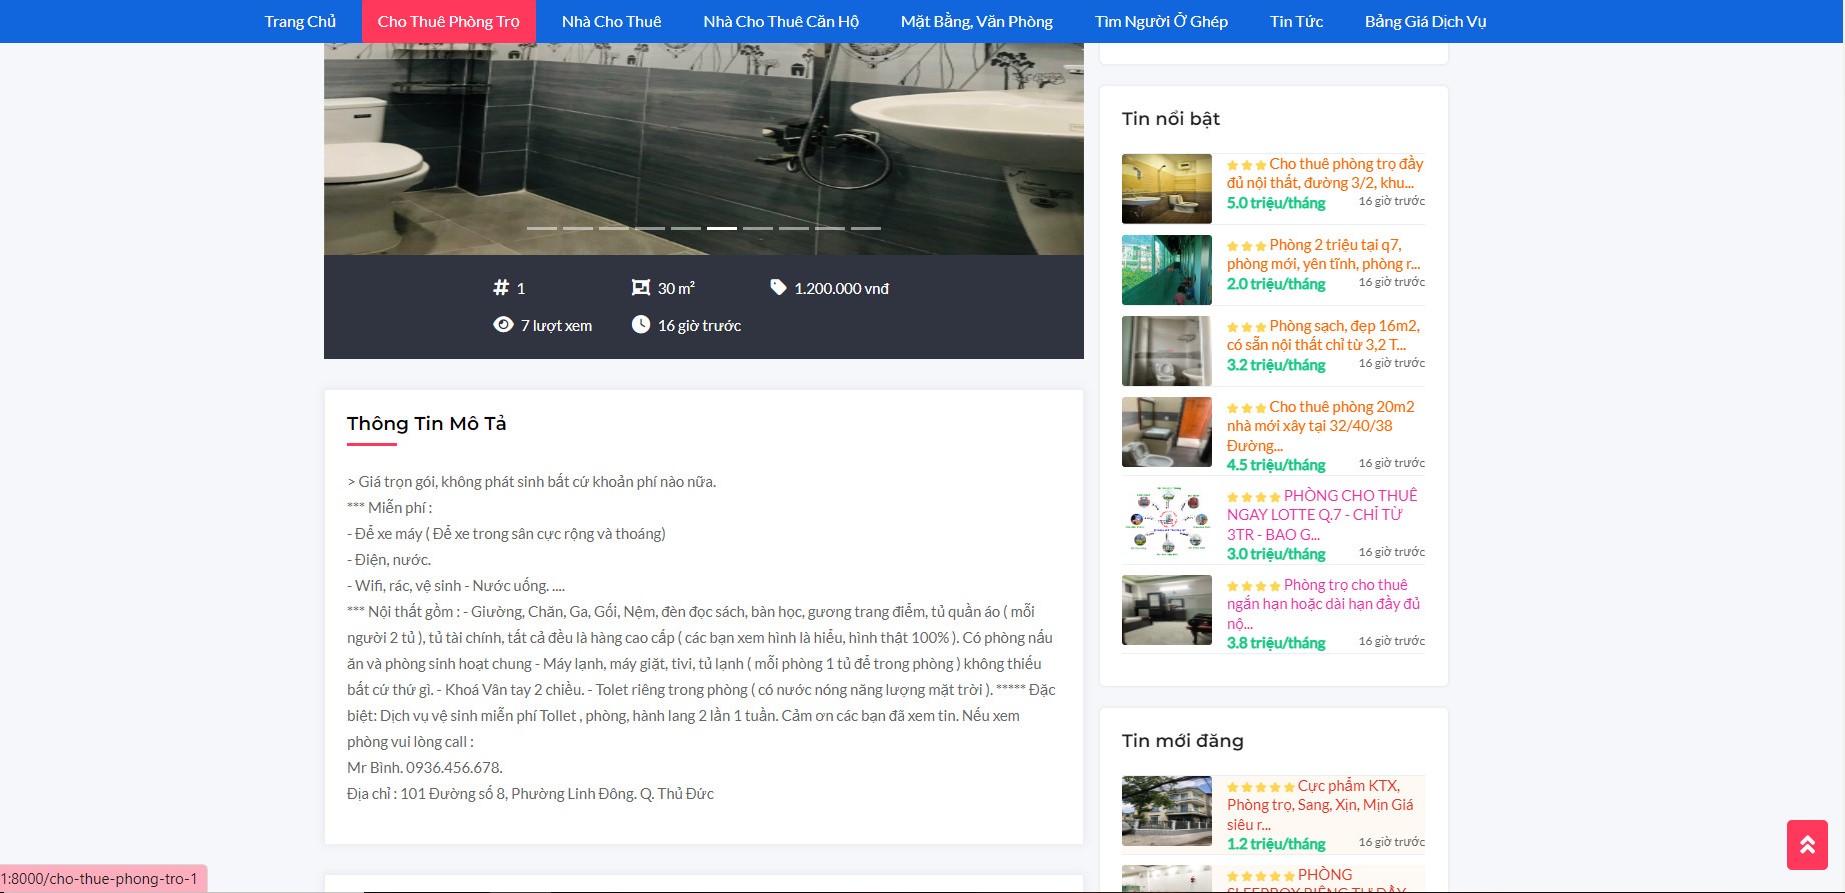 Trang Chủ Cho Thuê Phòng Trọ Nhà Cho Thuê Nhà Cho Thuê Căn Hộ Mặt Bằng, Văn Phòng Tìm Người Ở Ghép Tin Tức Bảng Giá Dịch Vụ
1 30 m² 1.200.000 vnđ
7 lượt xem 16 giờ trước
Thông Tin Mô Tả
> Giá trọn gói, không phát sinh bất cứ khoản phí nào nữa.
*** Miễn phí :
- Để xe máy ( Để xe trong sân cực rộng và thoáng)
- Điện, nước.
- Wifi, rác, vệ sinh - Nước uống. ....
*** Nội thất gồm : - Giường, Chăn, Ga, Gối, Nệm, đèn đọc sách, bàn học, gương trang điểm, tủ quần áo ( mỗi
người 2 tủ ), tủ tài chính, tất cả đều là hàng cao cấp ( các bạn xem hình là hiểu, hình thật 100% ). Có phòng nấu
ăn và phòng sinh hoạt chung - Máy lạnh, máy giặt, tivi, tủ lạnh ( mỗi phòng 1 tủ để trong phòng ) không thiếu
bất cứ thứ gì. - Khoá Vân tay 2 chiều. - Tolet riêng trong phòng ( có nước nóng năng lượng mặt trời ). ***** Đặc
biệt: Dịch vụ vệ sinh miễn phí Tollet , phòng, hành lang 2 lần 1 tuần. Cảm ơn các bạn đã xem tin. Nếu xem
phòng vui lòng call :
Mr Bình. 0936.456.678.
Địa chỉ : 101 Đường số 8, Phường Linh Đông. Q. Thủ Đức
Tin nổi bật
Cho thuê phòng trọ đầy
đủ nội thất, đường 3/2, khu...
5.0 triệu/tháng 16 giờ trước
Phòng 2 triệu tại q7,
phòng mới, yên tĩnh, phòng r...
2.0 triệu/tháng 16 giờ trước
Phòng sạch, đẹp 16m2,
có sẵn nội thất chỉ từ 3,2 T...
3.2 triệu/tháng 16 giờ trước
Cho thuê phòng 20m2
nhà mới xây tại 32/40/38
Đường...
4.5 triệu/tháng 16 giờ trước
PHÒNG CHO THUÊ
NGAY LOTTE Q.7 - CHỈ TỪ
3TR - BAO G...
3.0 triệu/tháng 16 giờ trước
Phòng trọ cho thuê
ngắn hạn hoặc dài hạn đầy đủ
nộ...
3.8 triệu/tháng 16 giờ trước
Tin mới đăng
Cực phẩm KTX,
Phòng trọ, Sang, Xịn, Mịn Giá
siêu r...
1.2 triệu/tháng 16 giờ trước
PHÒNG
SLEEPBOX RIÊNG TƯ ĐẦY
1:8000/cho-thue-phong-tro-1